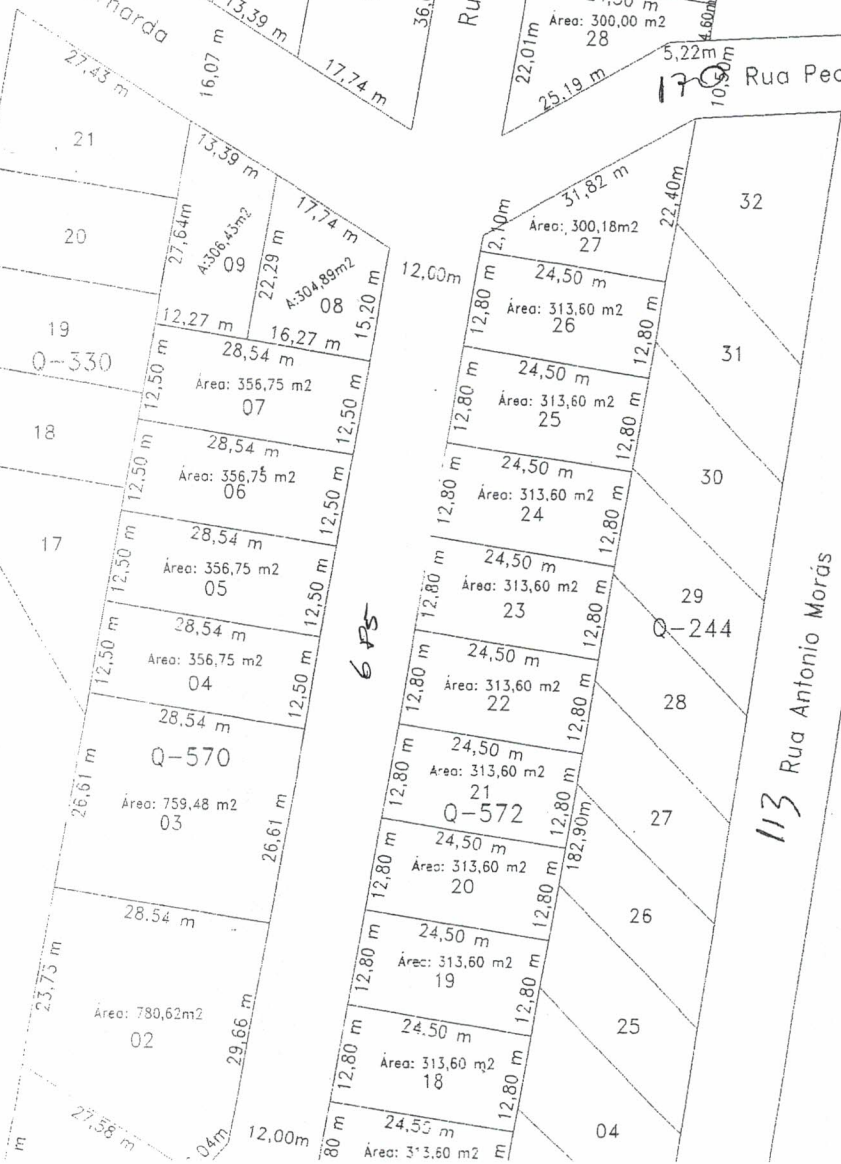 13,39 m
36,0
Ru
Área: 300,00 m2
28
22,01m
4.60m
5,22m
27,43 m
16,07 m
17,74 m
25,19 m
10,50m
170 Rua Ped
21
13,39 m
20
27,64m
A:306,43m2
09
22,29 m
17,74 m
A:304,89m2
08
15,20 m
12,00m
2,10m
31,82 m
Área: 300,18m2
27
22,40m
32
12,27 m
16,27 m
19
Q-330
28,54 m
Área: 356,75 m2
07
12,50 m
12,50 m
24,50 m
Área: 313,60 m2
26
12,80 m
12,80 m
31
24,50 m
Área: 313,60 m2
25
12,80 m
12,80 m
18
28,54 m
Área: 356,75 m2
06
12,50 m
12,50 m
24,50 m
Área: 313,60 m2
24
12,80 m
12,80 m
30
17
28,54 m
Área: 356,75 m2
05
12,50 m
12,50 m
24,50 m
Área: 313,60 m2
23
12,80 m
12,80 m
29
Q-244
28,54 m
Área: 356,75 m2
04
12,50 m
12,50 m
24,50 m
Área: 313,60 m2
22
12,80 m
12,80 m
28
28.54 m
Q-570
Área: 759,48 m2
03
26,61 m
26,61 m
24,50 m
Área: 313,60 m2
21
Q-572
12,80 m
12,80 m
182,90m
27
113 Rua Antonio Morás
24,50 m
Área: 313,60 m2
20
12,80 m
12,80 m
26
28.54 m
Área: 780,62m2
02
23,73 m
29,66 m
24,50 m
Área: 313,60 m2
19
12,80 m
12,80 m
25
24.50 m
Área: 313,60 m2
18
12,80 m
12,80 m
27,58 m
04m
12,00m
24,50 m
Área: 313,60 m2
80 m
m
m
04